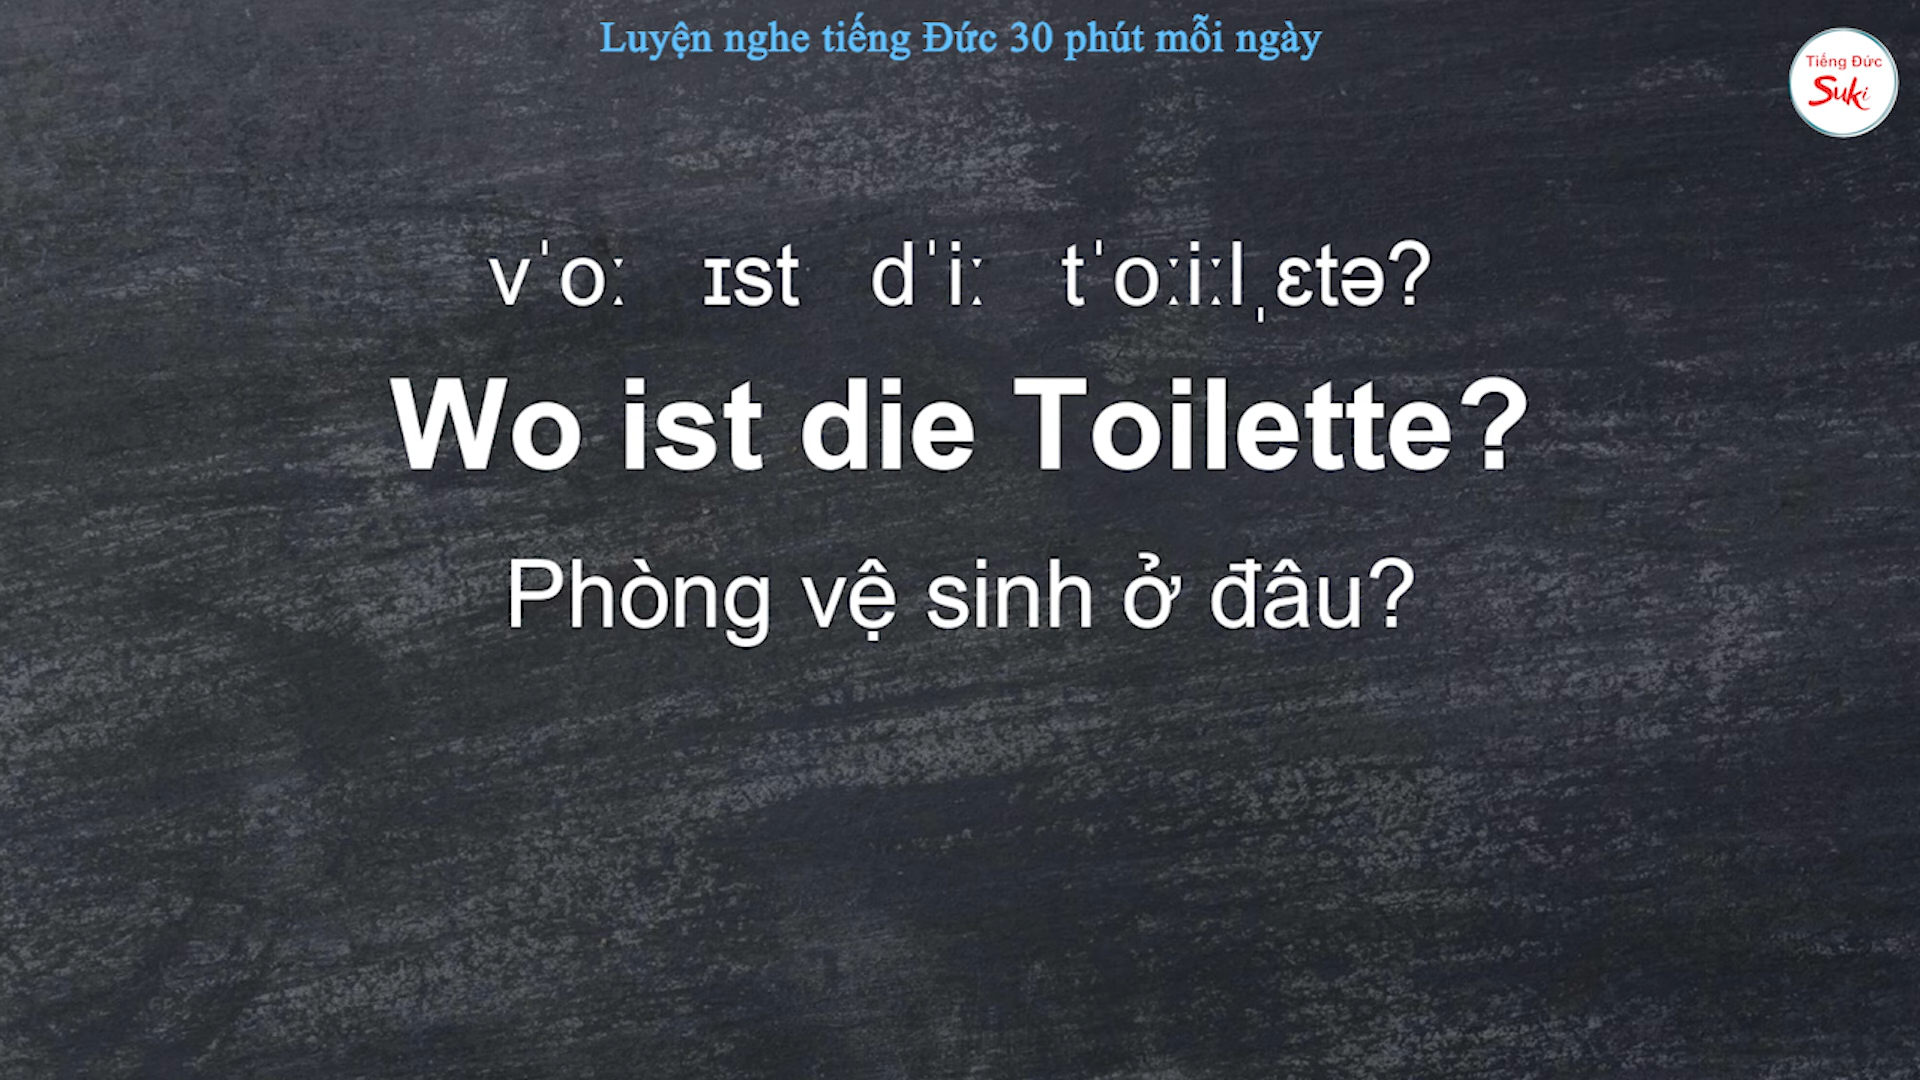 Luyện nghe tiếng Đức 30 phút mỗi ngày
Tiếng Đức
Suki
vˈoː ɪst dˈiː tˈoːiːlˌɛtə?
Wo ist die Toilette?
Phòng vệ sinh ở đâu?